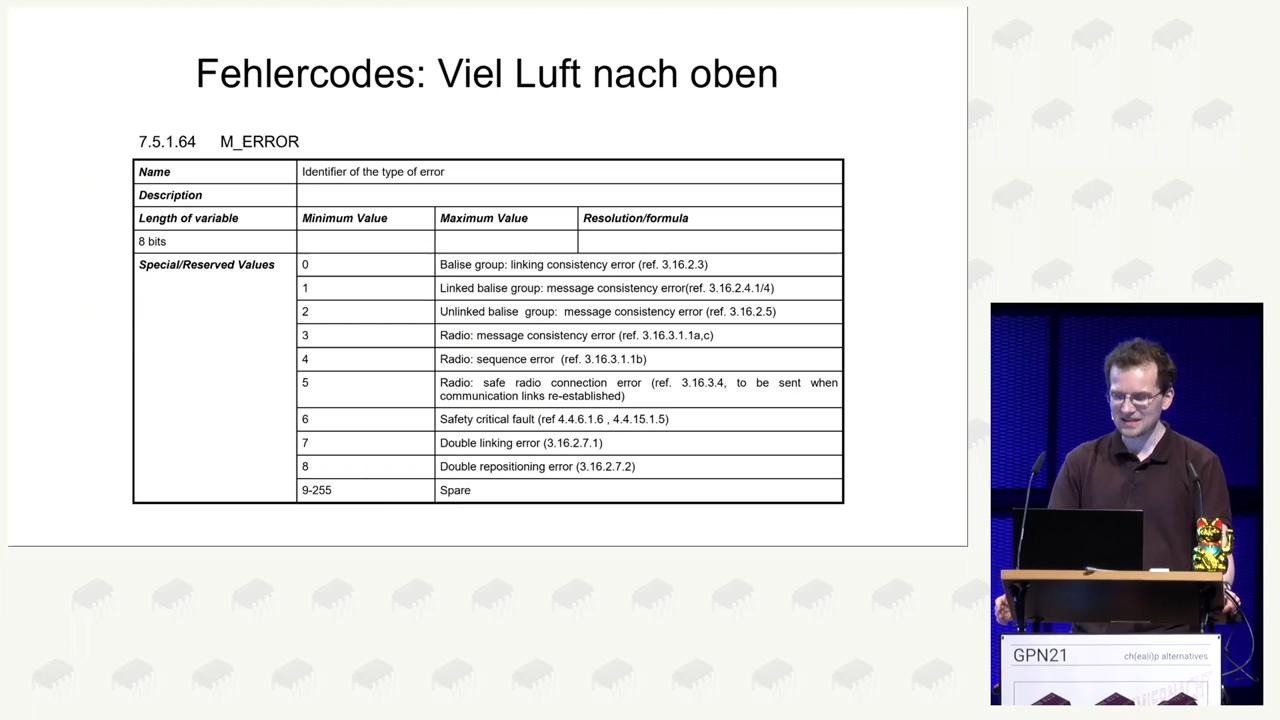 Fehlercodes: Viel Luft nach oben
7.5.1.64 M_ERROR
Name Identifier of the type of error
Description
Length of variable Minimum Value Maximum Value Resolution/formula
8 bits
Special/Reserved Values 0 Balise group: linking consistency error (ref. 3.16.2.3)
1 Linked balise group: message consistency error(ref. 3.16.2.4.1/4)
2 Unlinked balise group: message consistency error (ref. 3.16.2.5)
3 Radio: message consistency error (ref. 3.16.3.1.1a,c)
4 Radio: sequence error (ref. 3.16.3.1.1b)
5 Radio: safe radio connection error (ref. 3.16.3.4, to be sent when
communication links re-established)
6 Safety critical fault (ref 4.4.6.1.6 , 4.4.15.1.5)
7 Double linking error (3.16.2.7.1)
8 Double repositioning error (3.16.2.7.2)
9-255 Spare
GPN21 ch(ea|i)p alternatives